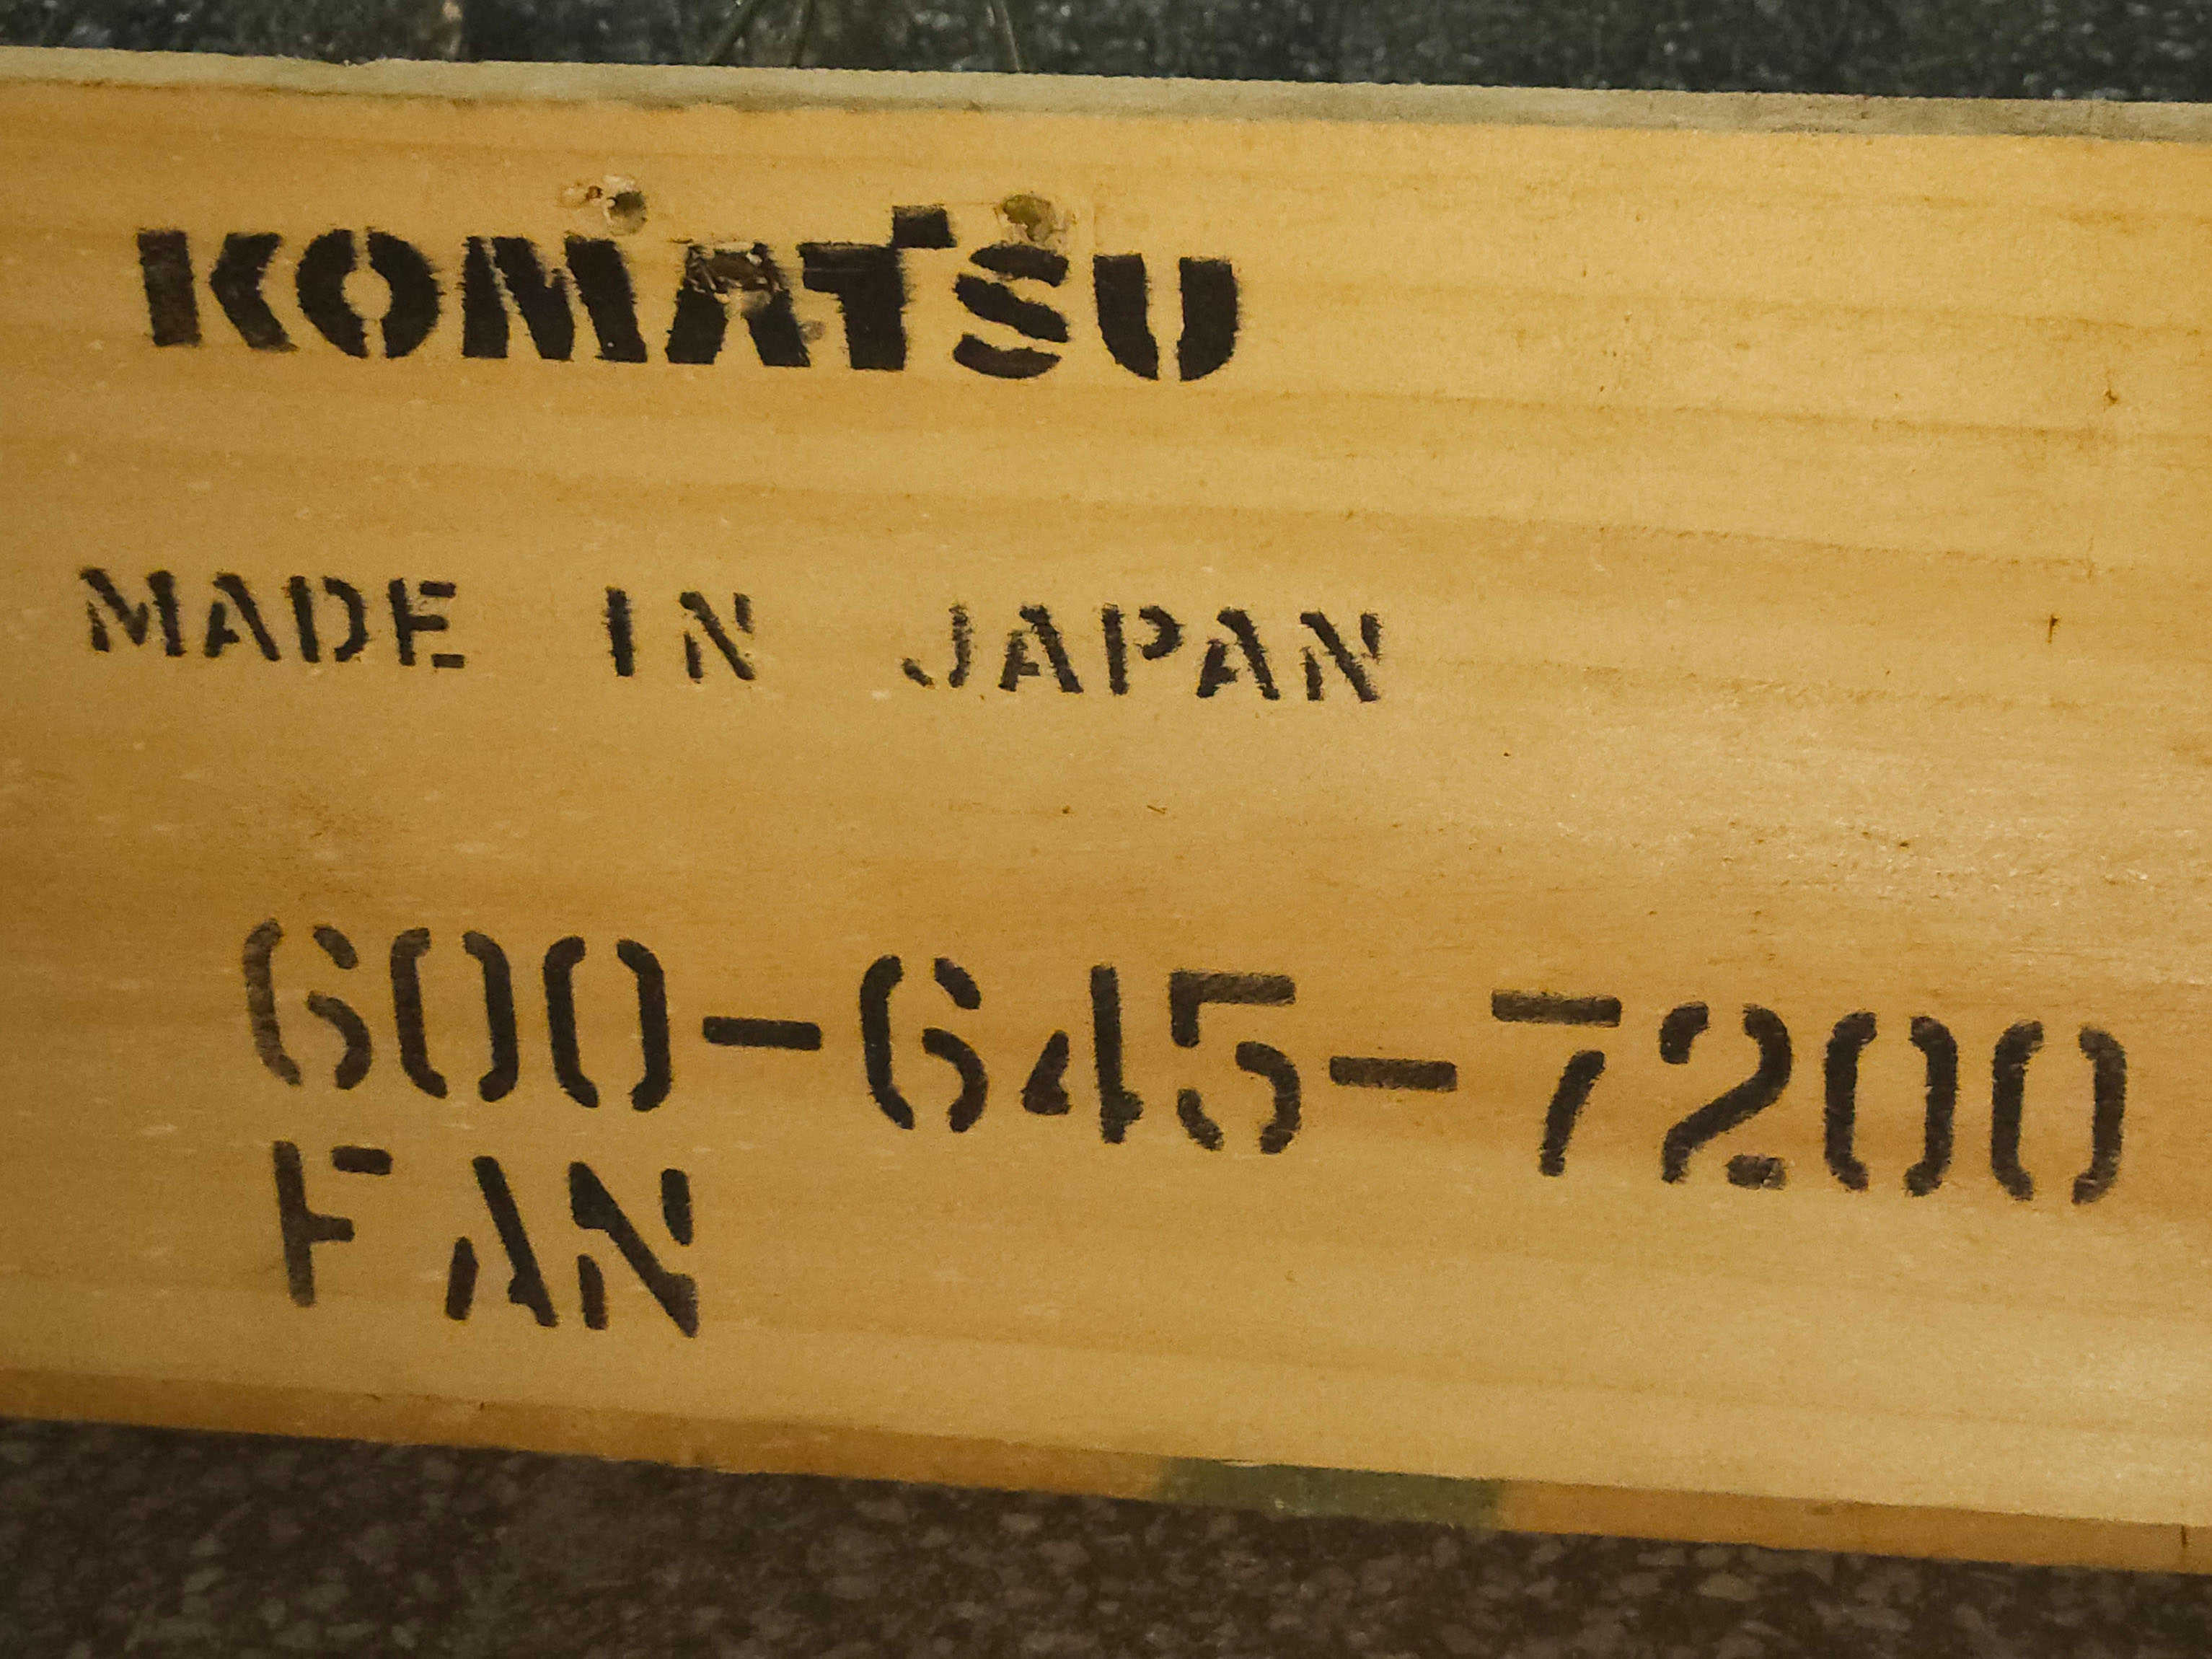 KOMATSU
MADE IN JAPAN
600-645-7200
FAN